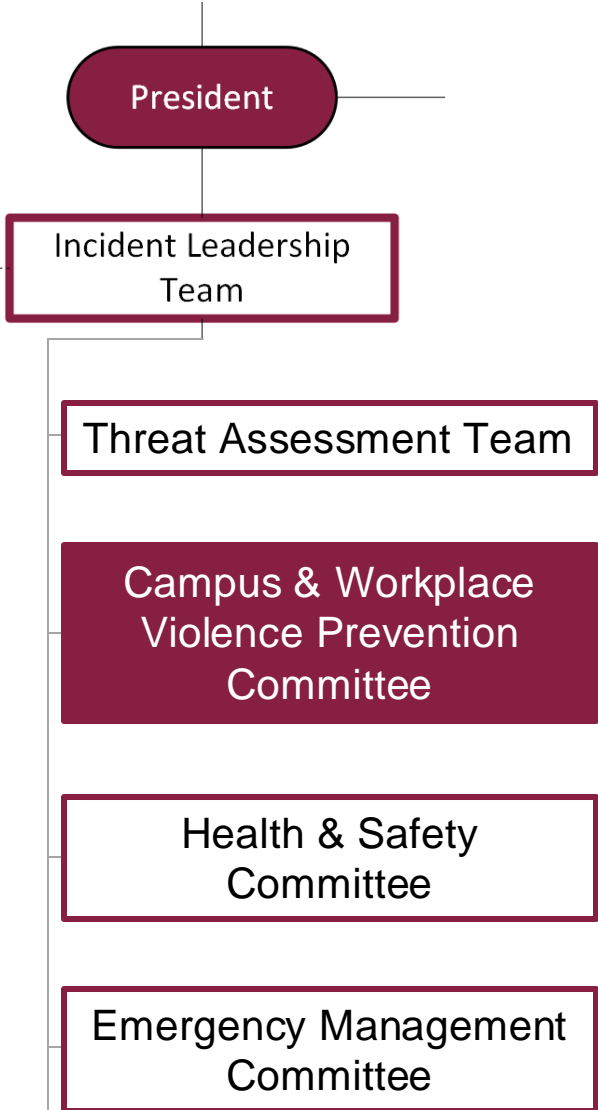 President
Incident Leadership
Team
Threat Assessment Team
Campus & Workplace
Violence Prevention
Committee
Health & Safety
Committee
Emergency Management
Committee